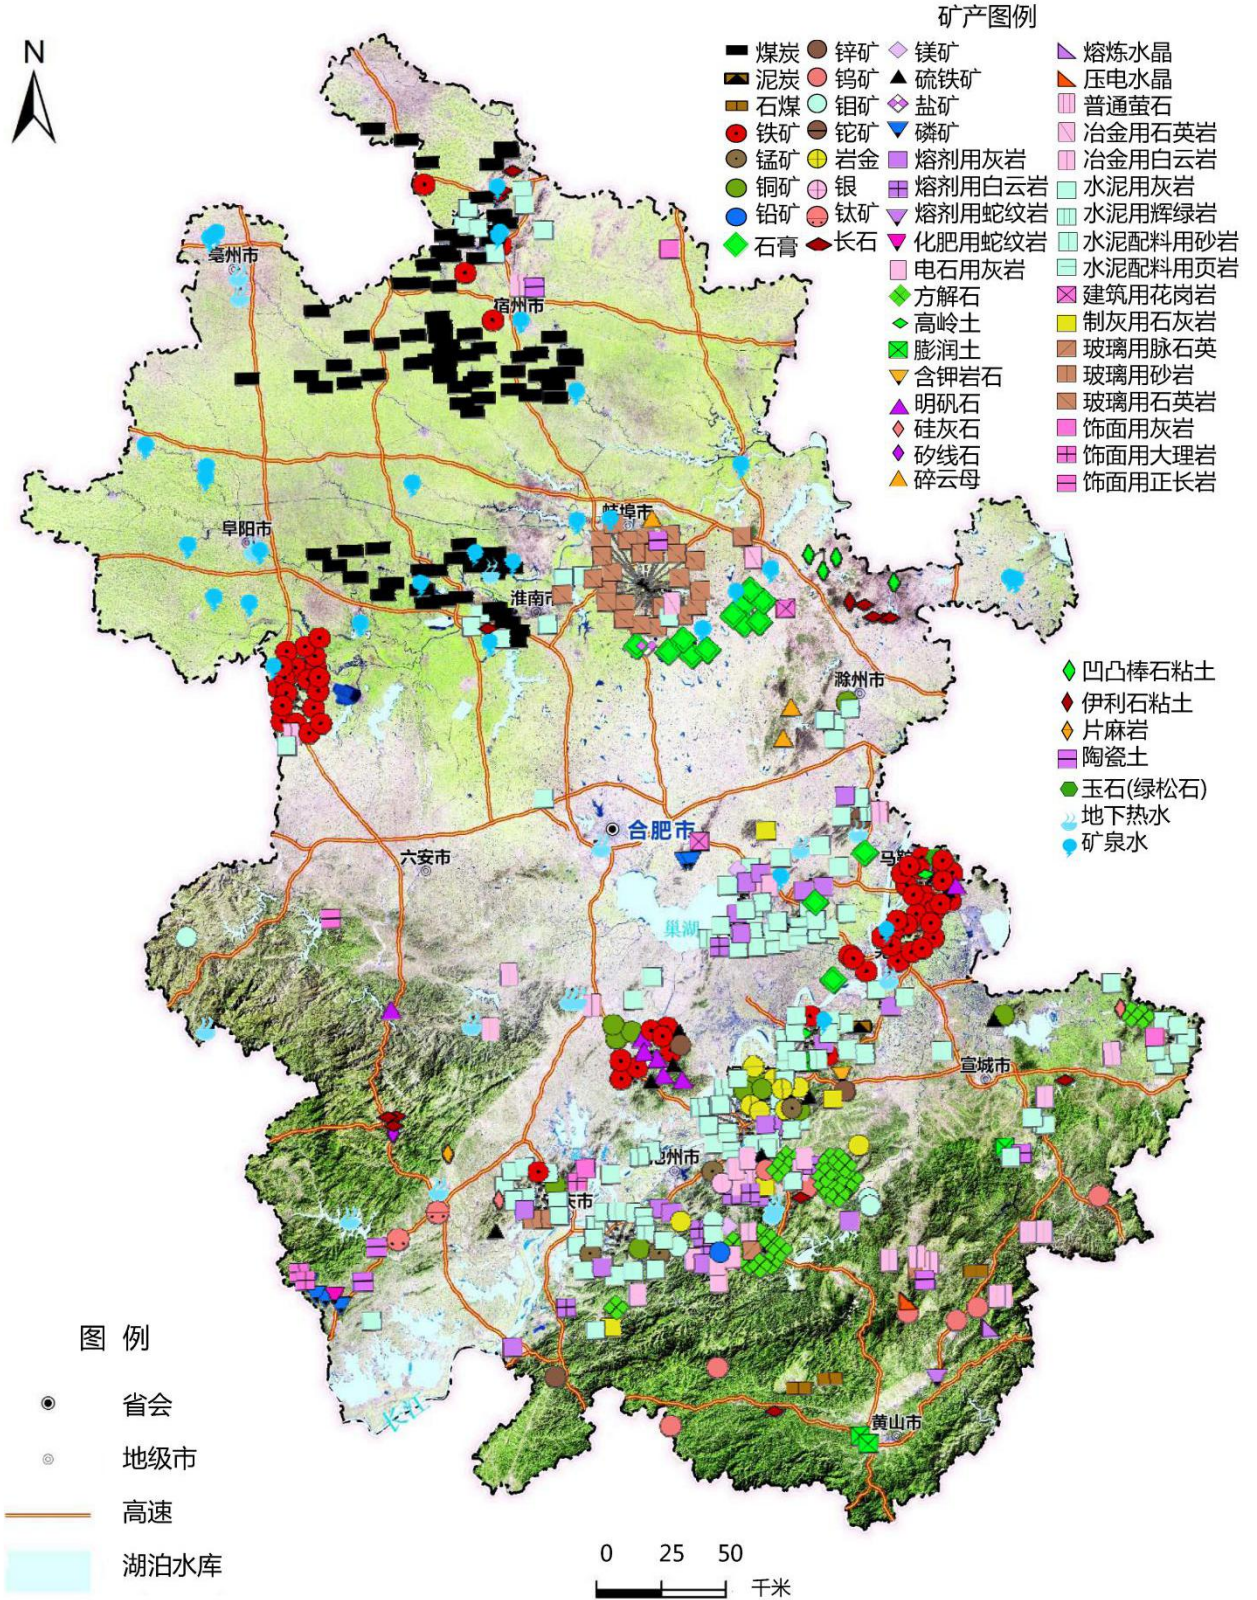 矿产图例
N
煤炭 锌矿 镁矿 熔炼水晶
泥炭 钨矿 硫铁矿 压电水晶
石煤 钼矿 盐矿 普通萤石
铁矿 铊矿 磷矿 冶金用石英岩
锰矿 岩金 熔剂用灰岩 冶金用白云岩
铜矿 银 熔剂用白云岩 水泥用灰岩
铅矿 钛矿 熔剂用蛇纹岩 水泥用辉绿岩
石膏 长石 化肥用蛇纹岩 水泥配料用砂岩
电石用灰岩 水泥配料用页岩
方解石 建筑用花岗岩
高岭土 制灰用石灰岩
膨润土 玻璃用脉石英
含钾岩石 玻璃用砂岩
明矾石 玻璃用石英岩
硅灰石 饰面用灰岩
矽线石 饰面用大理岩
碎云母 饰面用正长岩
亳州市
宿州市
蚌埠市
阜阳市
淮南市
凹凸棒石粘土
伊利石粘土
片麻岩
陶瓷土
玉石(绿松石)
地下热水
矿泉水
滁州市
合肥市
六安市
巢湖
宣城市
池州市
庆市
黄山市
长江
图 例
省会
地级市
高速
湖泊水库
0 25 50
千米